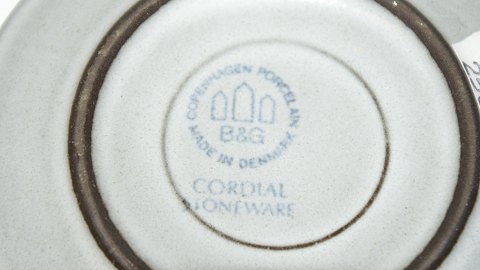 COPENHAGEN PORCELAIN
B&G
MADE IN DENMARK
CORDIAL
STONEWARE